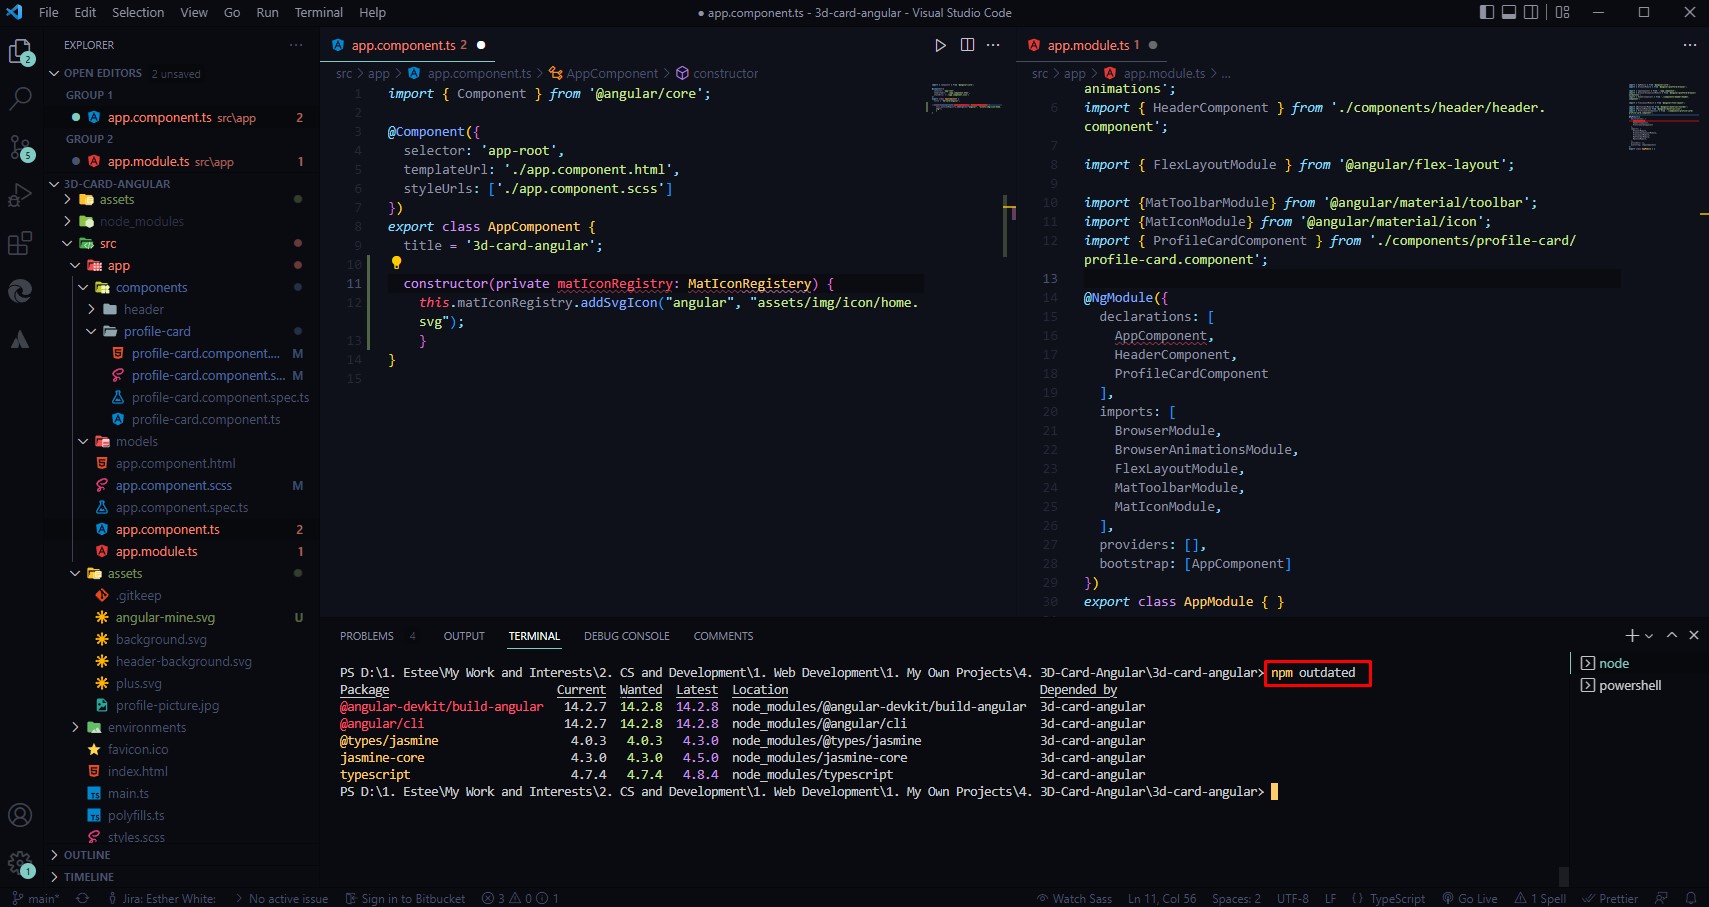 File Edit Selection View Go Run Terminal Help
● app.component.ts - 3d-card-angular - Visual Studio Code
EXPLORER
OPEN EDITORS 2 unsaved
GROUP 1
app.component.ts src\app 2
GROUP 2
app.module.ts src\app 1
3D-CARD-ANGULAR
assets
node_modules
src
app
components
header
profile-card
profile-card.component.... M
profile-card.component.s... M
profile-card.component.spec.ts
profile-card.component.ts
models
app.component.html
app.component.scss M
app.component.spec.ts
app.component.ts 2
app.module.ts 1
assets
.gitkeep
angular-mine.svg U
background.svg
header-background.svg
plus.svg
profile-picture.jpg
environments
favicon.ico
index.html
main.ts
polyfills.ts
styles.scss
OUTLINE
TIMELINE
2
5
1
app.component.ts 2
src > app > app.component.ts > AppComponent > constructor
1 import { Component } from '@angular/core';
2
3 @Component({
4 selector: 'app-root',
5 templateUrl: './app.component.html',
6 styleUrls: ['./app.component.scss']
7 })
8 export class AppComponent {
9 title = '3d-card-angular';
10
11 constructor(private matIconRegistry: MatIconRegistery) {
12 this.matIconRegistry.addSvgIcon("angular", "assets/img/icon/home.
svg");
13 }
14 }
15
app.module.ts 1
src > app > app.module.ts > ...
animations';
6 import { HeaderComponent } from './components/header/header.
component';
7
8 import { FlexLayoutModule } from '@angular/flex-layout';
9
10 import {MatToolbarModule} from '@angular/material/toolbar';
11 import {MatIconModule} from '@angular/material/icon';
12 import { ProfileCardComponent } from './components/profile-card/
profile-card.component';
13
14 @NgModule({
15 declarations: [
16 AppComponent,
17 HeaderComponent,
18 ProfileCardComponent
19 ],
20 imports: [
21 BrowserModule,
22 BrowserAnimationsModule,
23 FlexLayoutModule,
24 MatToolbarModule,
25 MatIconModule,
26 ],
27 providers: [],
28 bootstrap: [AppComponent]
29 })
30 export class AppModule { }
PROBLEMS 4 OUTPUT TERMINAL DEBUG CONSOLE COMMENTS
PS D:\1. Estee\My Work and Interests\2. CS and Development\1. Web Development\1. My Own Projects\4. 3D-Card-Angular\3d-card-angular> npm outdated
Package Current Wanted Latest Location Depended by
@angular-devkit/build-angular 14.2.7 14.2.8 14.2.8 node_modules/@angular-devkit/build-angular 3d-card-angular
@angular/cli 14.2.7 14.2.8 14.2.8 node_modules/@angular/cli 3d-card-angular
@types/jasmine 4.0.3 4.0.3 4.3.0 node_modules/@types/jasmine 3d-card-angular
jasmine-core 4.3.0 4.3.0 4.5.0 node_modules/jasmine-core 3d-card-angular
typescript 4.7.4 4.7.4 4.8.4 node_modules/typescript 3d-card-angular
PS D:\1. Estee\My Work and Interests\2. CS and Development\1. Web Development\1. My Own Projects\4. 3D-Card-Angular\3d-card-angular>
node
powershell
main* Jira: Esther White: No active issue Sign in to Bitbucket 3 0 1 Watch Sass Ln 11, Col 56 Spaces: 2 UTF-8 LF { } TypeScript Go Live 1 Spell Prettier